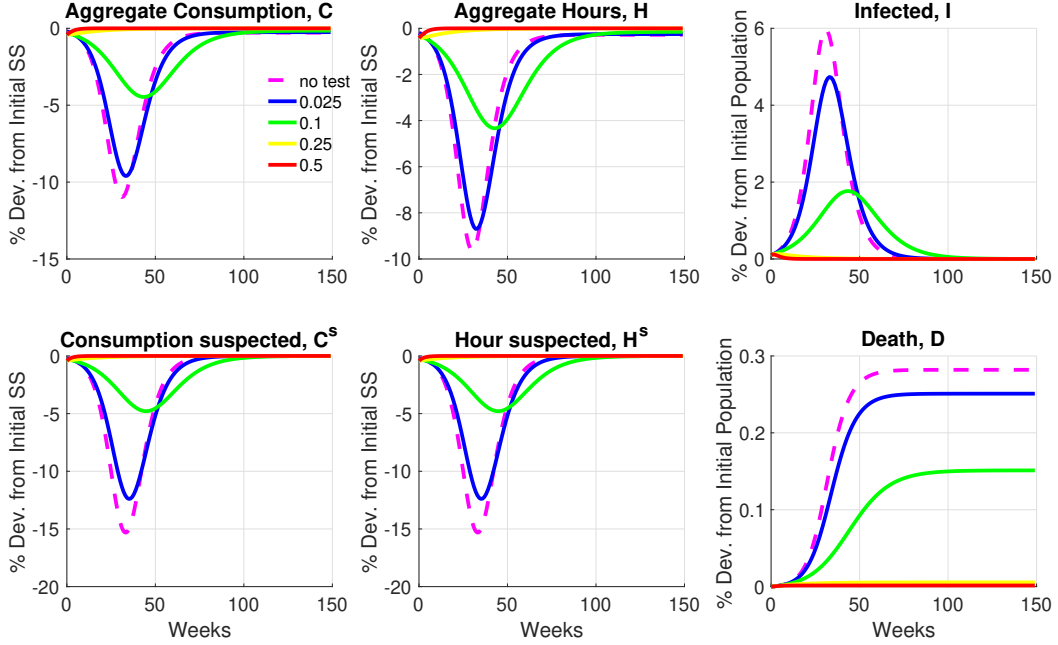 Aggregate Consumption, C
% Dev. from Initial SS
0
-5
-10
-15
0 50 100 150
no test
0.025
0.1
0.25
0.5
Aggregate Hours, H
% Dev. from Initial SS
0
-2
-4
-6
-8
-10
0 50 100 150
Infected, I
% Dev. from Initial Population
6
4
2
0
0 50 100 150
Consumption suspected, C^s
% Dev. from Initial SS
0
-5
-10
-15
-20
0 50 100 150
Weeks
Hour suspected, H^s
% Dev. from Initial SS
0
-5
-10
-15
-20
0 50 100 150
Weeks
Death, D
% Dev. from Initial Population
0.3
0.2
0.1
0
0 50 100 150
Weeks